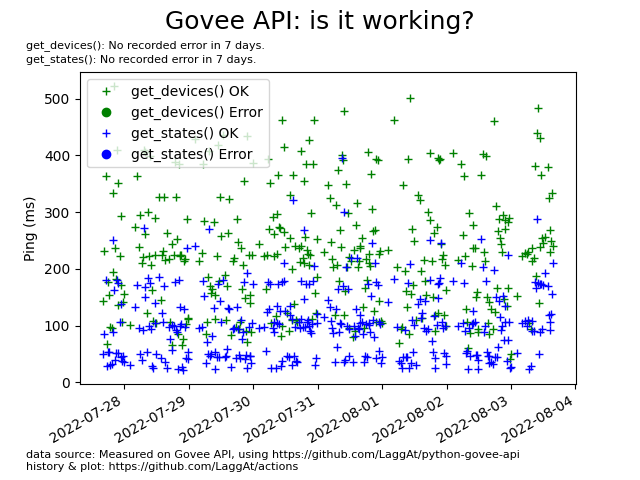 Govee API: is it working?
get_devices(): No recorded error in 7 days.
get_states(): No recorded error in 7 days.
get_devices() OK
get_devices() Error
get_states() OK
get_states() Error
Ping (ms)
500
400
300
200
100
0
2022-07-28
2022-07-29
2022-07-30
2022-07-31
2022-08-01
2022-08-02
2022-08-03
2022-08-04
data source: Measured on Govee API, using https://github.com/LaggAt/python-govee-api
history & plot: https://github.com/LaggAt/actions